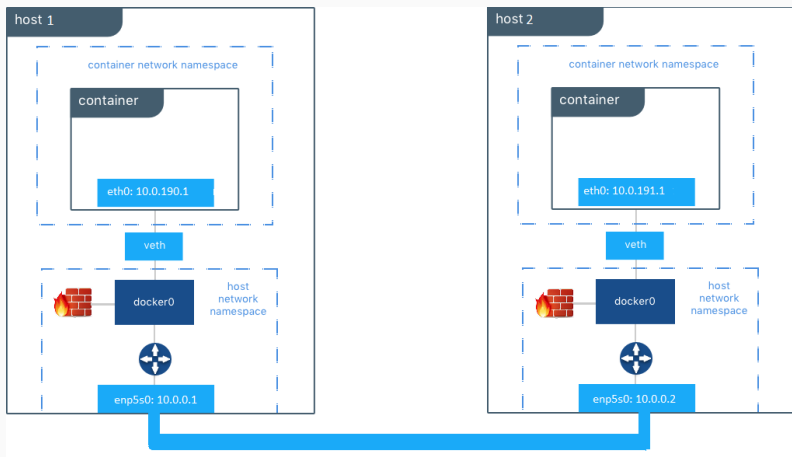 host 1
container network namespace
container
eth0: 10.0.190.1
veth
docker0
host
network
namespace
enp5s0: 10.0.0.1
host 2
container network namespace
container
eth0: 10.0.191.1
veth
docker0
host
network
namespace
enp5s0: 10.0.0.2